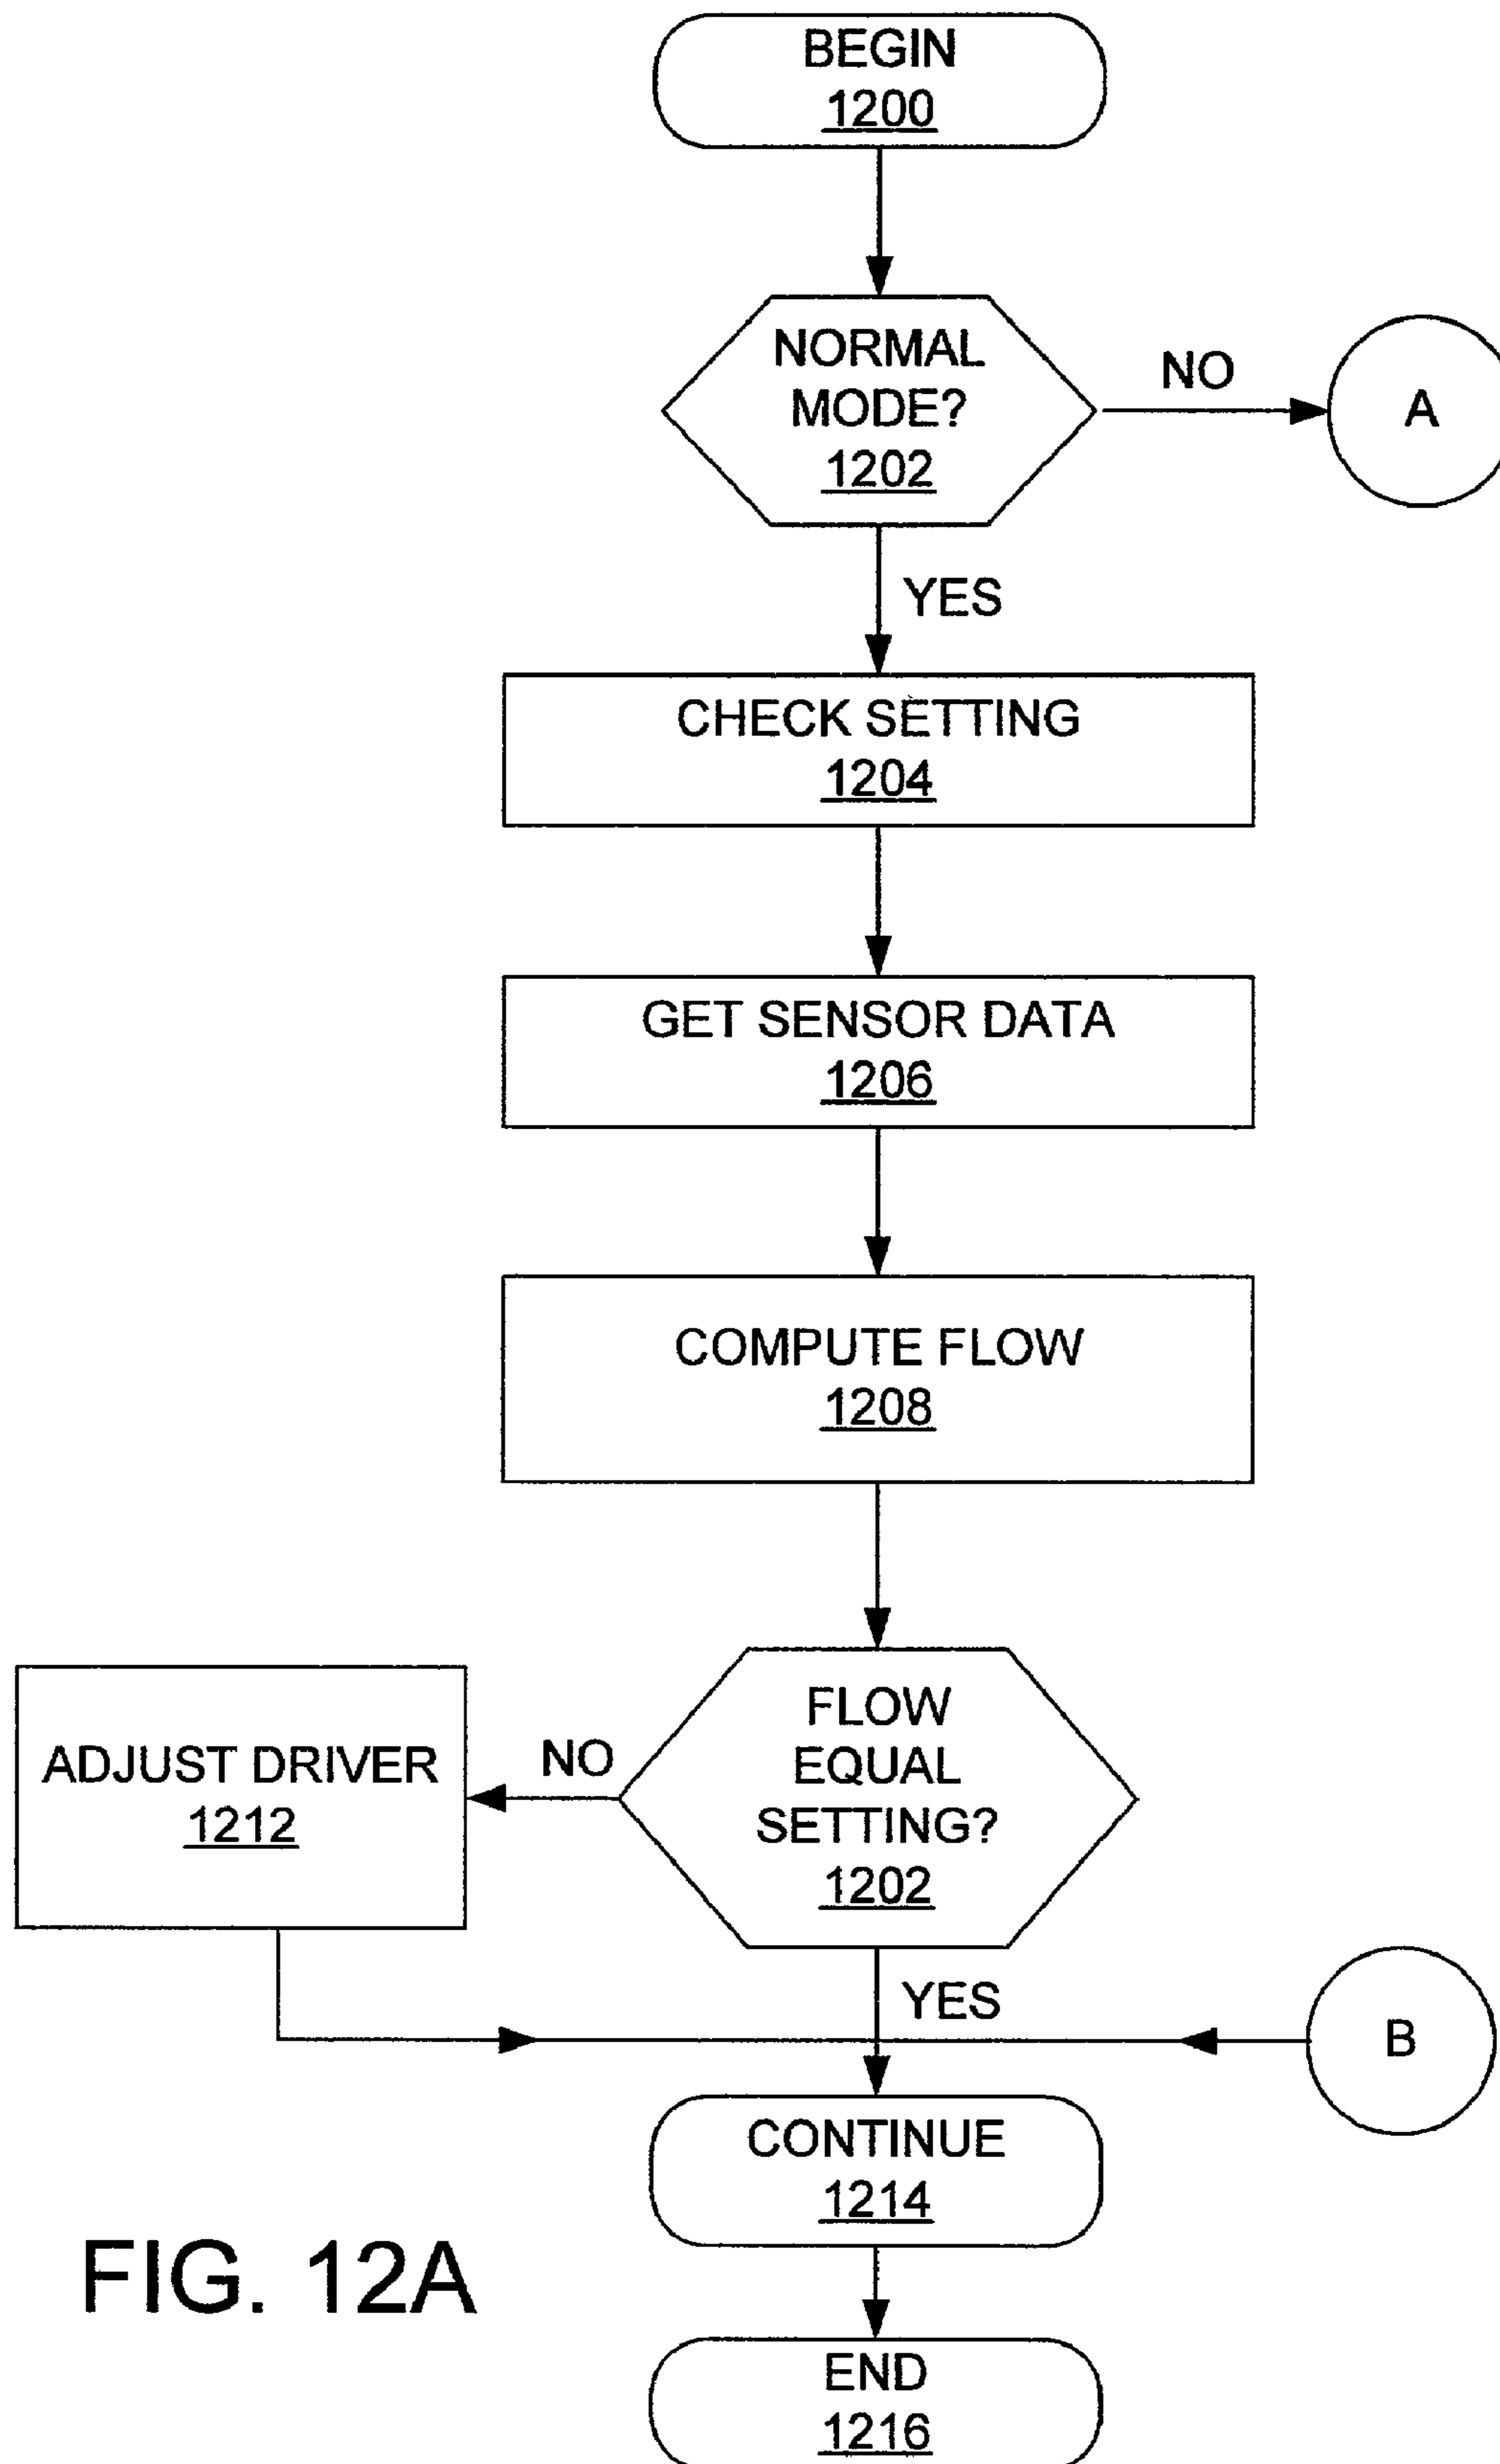 BEGIN
1200
NORMAL
MODE?
1202
NO
A
YES
CHECK SETTING
1204
GET SENSOR DATA
1206
COMPUTE FLOW
1208
FLOW
EQUAL
SETTING?
1202
NO
ADJUST DRIVER
1212
YES
B
CONTINUE
1214
FIG. 12A
END
1216